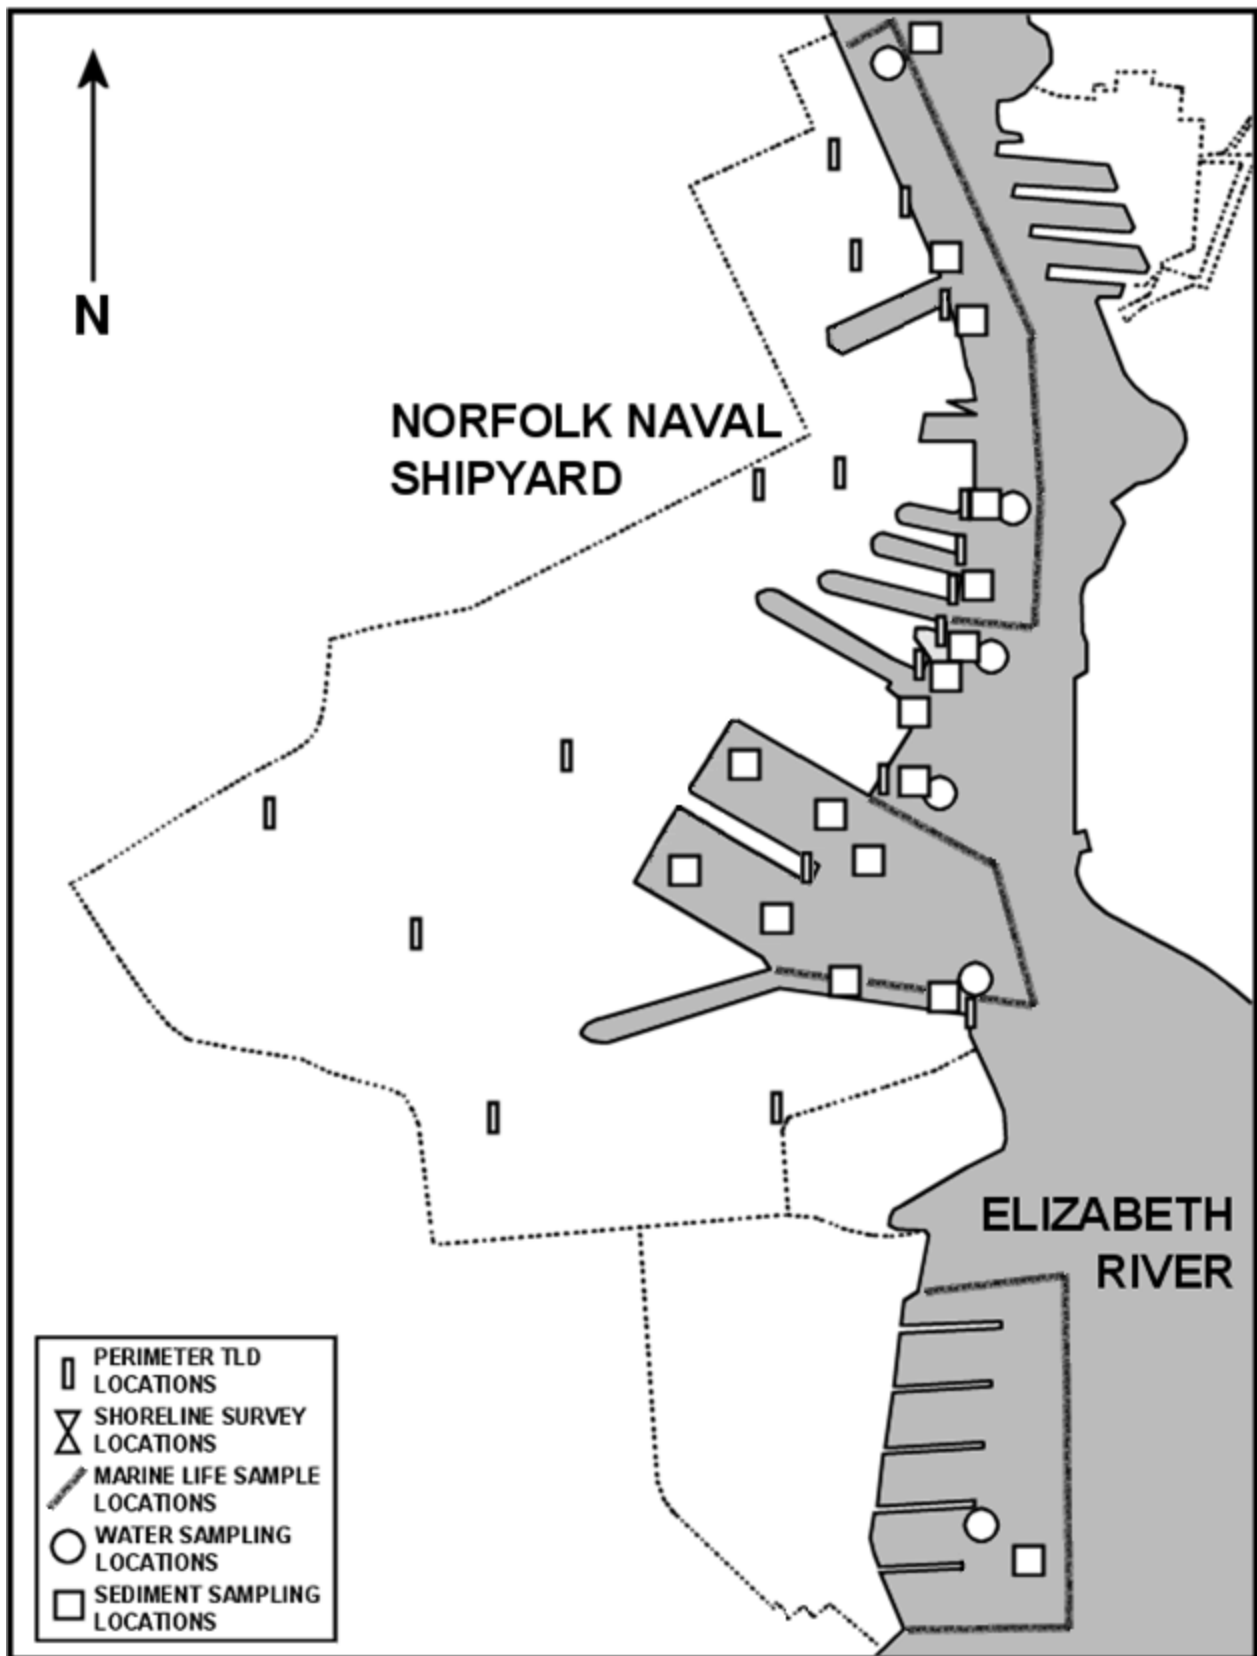 N
NORFOLK NAVAL
SHIPYARD
ELIZABETH
RIVER
PERIMETER TLD
LOCATIONS
SHORELINE SURVEY
LOCATIONS
MARINE LIFE SAMPLE
LOCATIONS
WATER SAMPLING
LOCATIONS
SEDIMENT SAMPLING
LOCATIONS